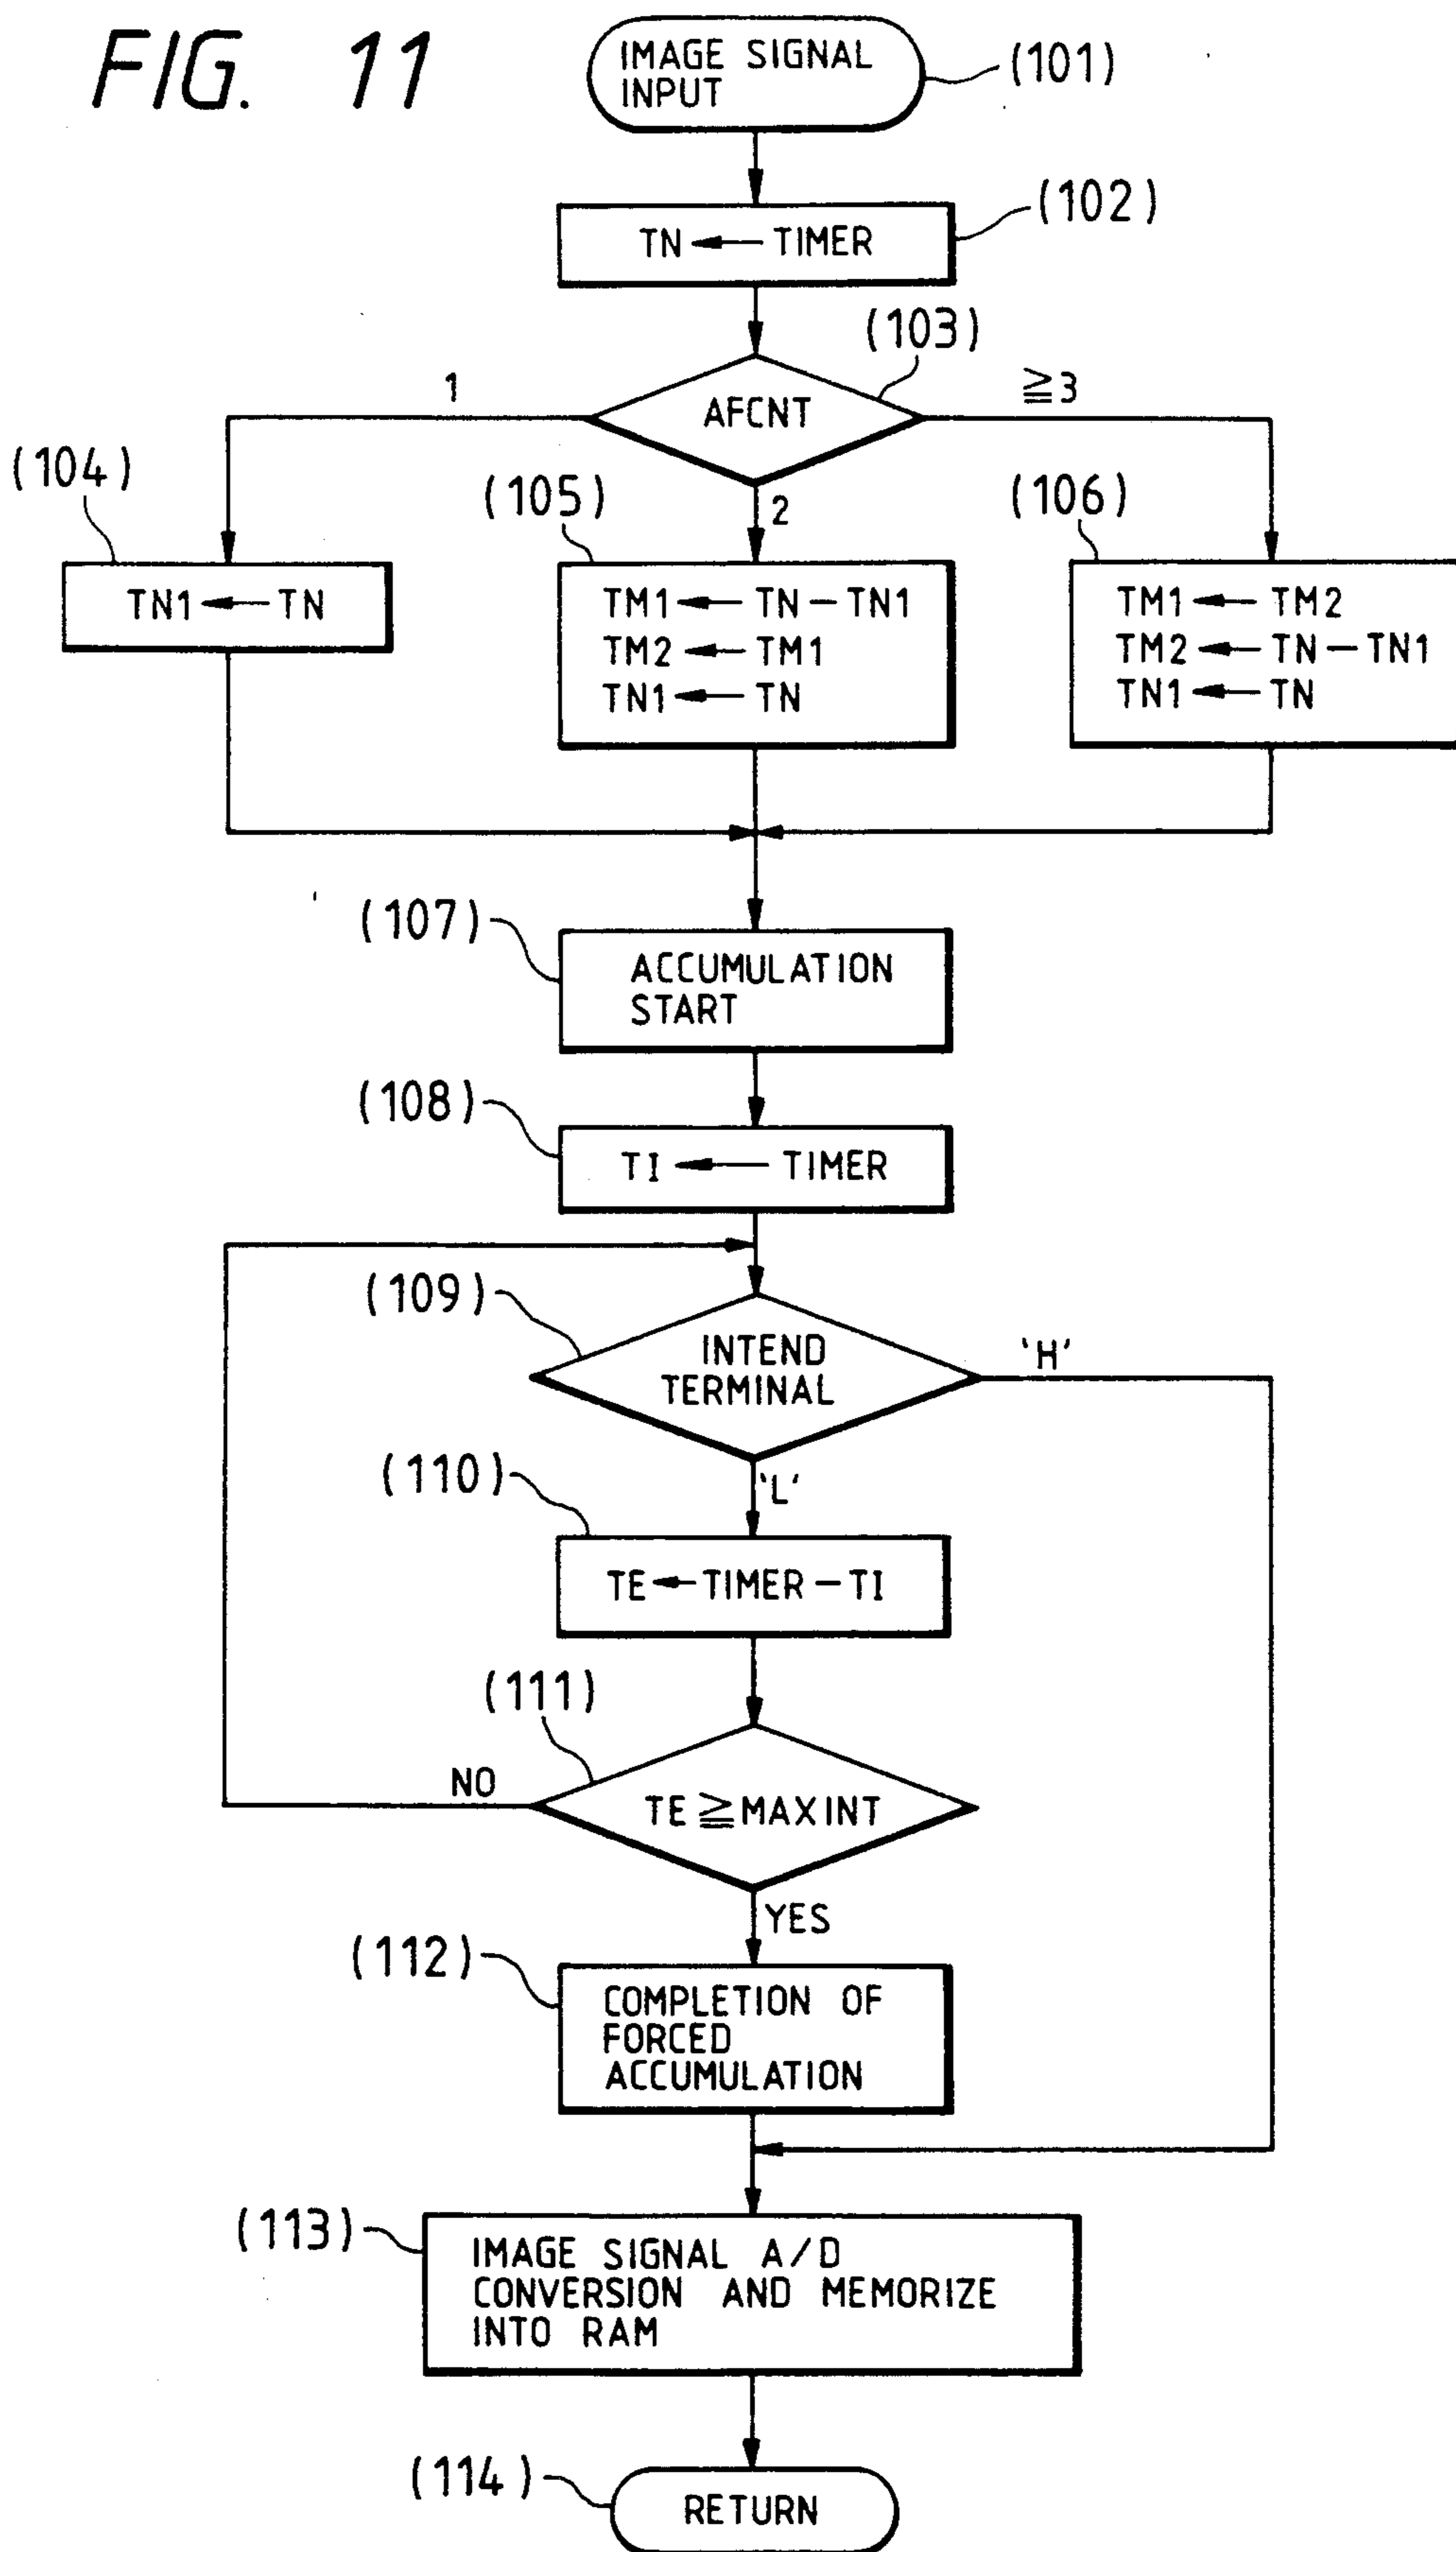 FIG. 11
IMAGE SIGNAL
INPUT
(101)
TN ← TIMER
(102)
(103)
AFCNT
1
2
≧3
(104)
TN1 ← TN
(105)
TM1 ← TN − TN1
TM2 ← TM1
TN1 ← TN
(106)
TM1 ← TM2
TM2 ← TN − TN1
TN1 ← TN
(107)
ACCUMULATION
START
(108)
TI ← TIMER
(109)
INTEND
TERMINAL
'H'
'L'
(110)
TE ← TIMER − TI
(111)
TE ≧ MAXINT
NO
YES
(112)
COMPLETION OF
FORCED
ACCUMULATION
(113)
IMAGE SIGNAL A/D
CONVERSION AND MEMORIZE
INTO RAM
(114)
RETURN